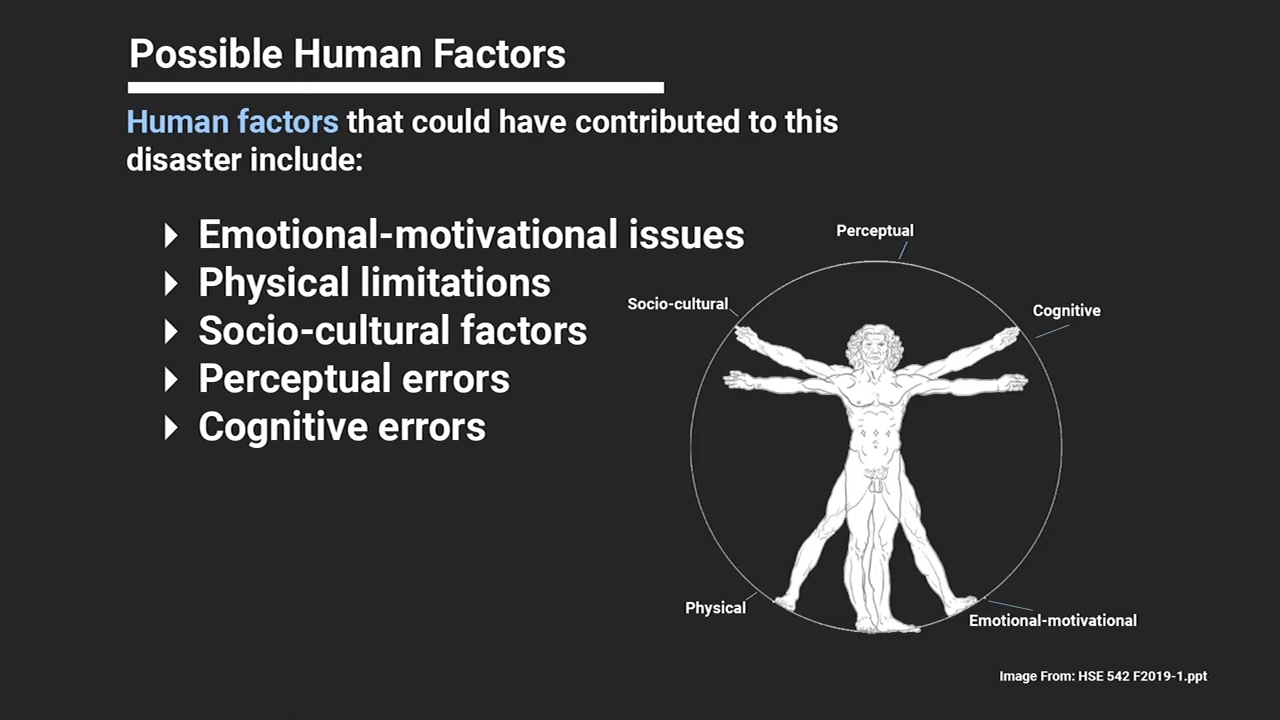 Possible Human Factors
Human factors that could have contributed to this
disaster include:
Emotional-motivational issues
Physical limitations
Socio-cultural factors
Perceptual errors
Cognitive errors
Perceptual
Socio-cultural
Cognitive
Physical
Emotional-motivational
Image From: HSE 542 F2019-1.ppt